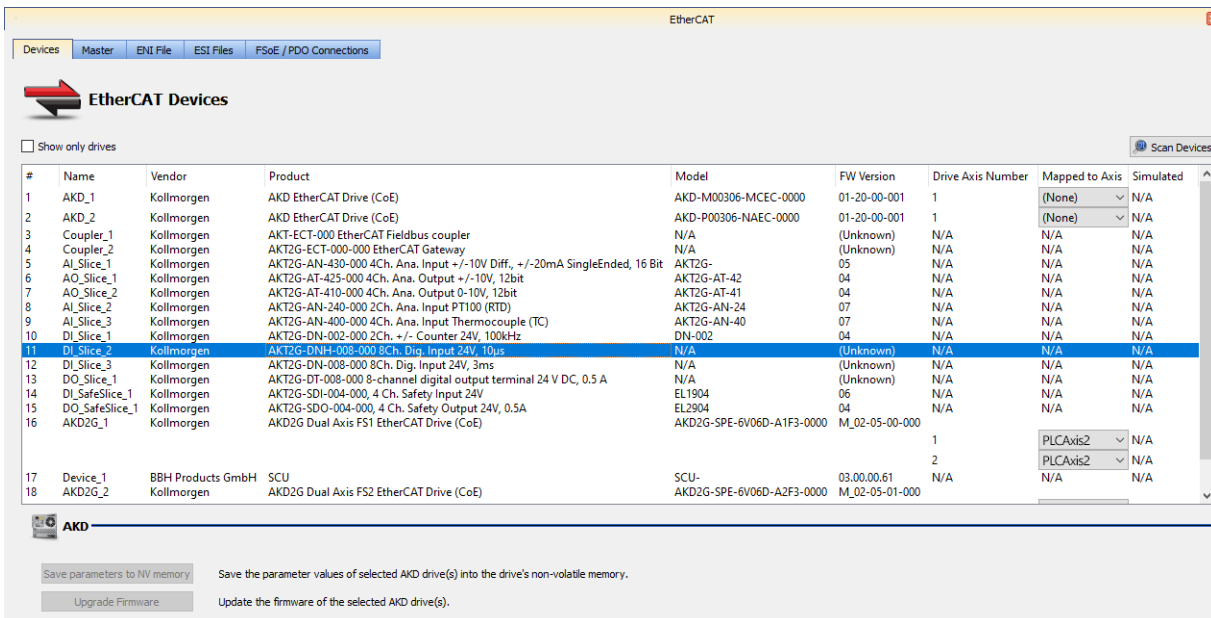 EtherCAT
Devices Master ENI File ESI Files FSoE / PDO Connections
EtherCAT Devices
Show only drives
Scan Devices
# Name Vendor Product Model FW Version Drive Axis Number Mapped to Axis Simulated
1 AKD_1 Kollmorgen AKD EtherCAT Drive (CoE) AKD-M00306-MCEC-0000 01-20-00-001 1 (None) N/A
2 AKD_2 Kollmorgen AKD EtherCAT Drive (CoE) AKD-P00306-NAEC-0000 01-20-00-001 1 (None) N/A
3 Coupler_1 Kollmorgen AKT-ECT-000 EtherCAT Fieldbus coupler N/A (Unknown) N/A N/A N/A
4 Coupler_2 Kollmorgen AKT2G-ECT-000-000 EtherCAT Gateway N/A (Unknown) N/A N/A N/A
5 AI_Slice_1 Kollmorgen AKT2G-AN-430-000 4Ch. Ana. Input +/-10V Diff., +/-20mA SingleEnded, 16 Bit AKT2G- 05 N/A N/A N/A
6 AO_Slice_1 Kollmorgen AKT2G-AT-425-000 4Ch. Ana. Output +/-10V, 12bit AKT2G-AT-42 04 N/A N/A N/A
7 AO_Slice_2 Kollmorgen AKT2G-AT-410-000 4Ch. Ana. Output 0-10V, 12bit AKT2G-AT-41 04 N/A N/A N/A
8 AI_Slice_2 Kollmorgen AKT2G-AN-240-000 2Ch. Ana. Input PT100 (RTD) AKT2G-AN-24 07 N/A N/A N/A
9 AI_Slice_3 Kollmorgen AKT2G-AN-400-000 4Ch. Ana. Input Thermocouple (TC) AKT2G-AN-40 07 N/A N/A N/A
10 DI_Slice_1 Kollmorgen AKT2G-DN-002-000 2Ch. +/- Counter 24V, 100kHz DN-002 04 N/A N/A N/A
11 DI_Slice_2 Kollmorgen AKT2G-DNH-008-000 8Ch. Dig. Input 24V, 10µs N/A (Unknown) N/A N/A N/A
12 DI_Slice_3 Kollmorgen AKT2G-DN-008-000 8Ch. Dig. Input 24V, 3ms N/A (Unknown) N/A N/A N/A
13 DO_Slice_1 Kollmorgen AKT2G-DT-008-000 8-channel digital output terminal 24 V DC, 0.5 A N/A (Unknown) N/A N/A N/A
14 DI_SafeSlice_1 Kollmorgen AKT2G-SDI-004-000, 4 Ch. Safety Input 24V EL1904 06 N/A N/A N/A
15 DO_SafeSlice_1 Kollmorgen AKT2G-SDO-004-000, 4 Ch. Safety Output 24V, 0.5A EL2904 04 N/A N/A N/A
16 AKD2G_1 Kollmorgen AKD2G Dual Axis FS1 EtherCAT Drive (CoE) AKD2G-SPE-6V06D-A1F3-0000 M_02-05-00-000
1 PLCAxis2 N/A
2 PLCAxis2 N/A
17 Device_1 BBH Products GmbH SCU SCU- 03.00.00.61 N/A N/A N/A
18 AKD2G_2 Kollmorgen AKD2G Dual Axis FS2 EtherCAT Drive (CoE) AKD2G-SPE-6V06D-A2F3-0000 M_02-05-01-000
AKD
Save parameters to NV memory Save the parameter values of selected AKD drive(s) into the drive's non-volatile memory.
Upgrade Firmware Update the firmware of the selected AKD drive(s).